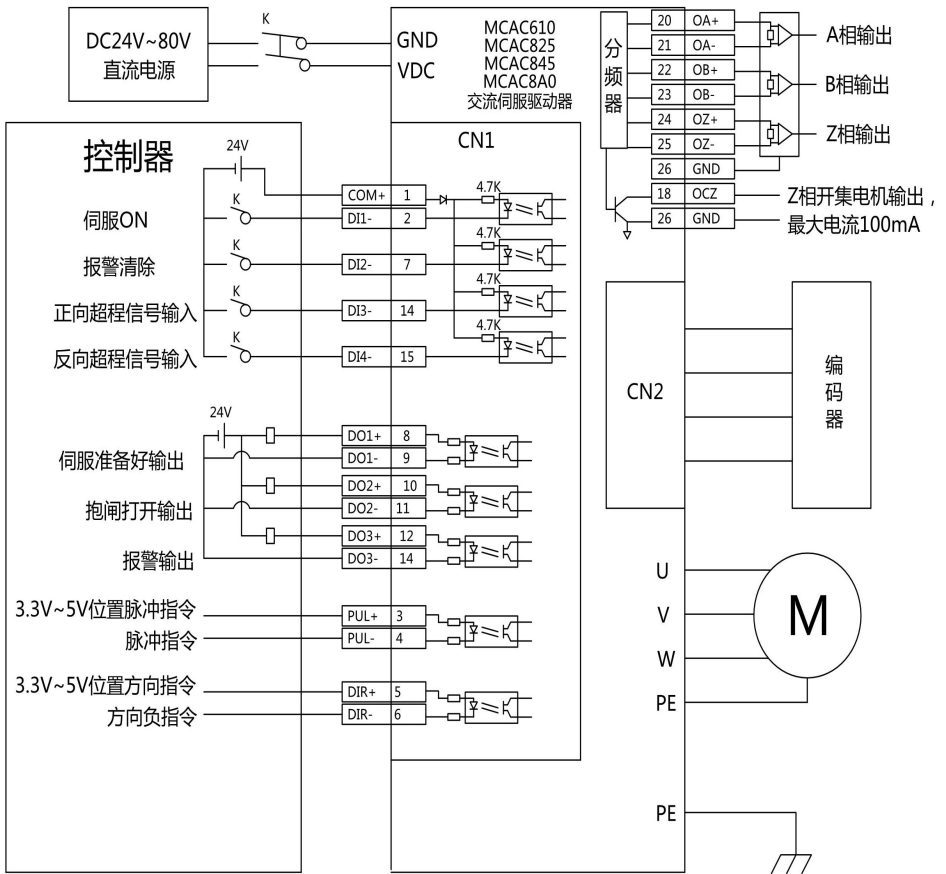 DC24V~80V
直流电源
K
GND
VDC
MCAC610
MCAC825
MCAC845
MCAC8A0
交流伺服驱动器
分频器
20 OA+
21 OA-
22 OB+
23 OB-
24 OZ+
25 OZ-
26 GND
18 OCZ
26 GND
A相输出
B相输出
Z相输出
Z相开集电机输出，
最大电流100mA
控制器
24V
CN1
COM+ 1
4.7K
伺服ON
K
DI1- 2
4.7K
报警清除
K
DI2- 7
4.7K
正向超程信号输入
K
DI3- 14
4.7K
反向超程信号输入
K
DI4- 15
CN2
编码器
24V
DO1+ 8
伺服准备好输出
DO1- 9
DO2+ 10
抱闸打开输出
DO2- 11
DO3+ 12
报警输出
DO3- 14
3.3V~5V位置脉冲指令
PUL+ 3
脉冲指令
PUL- 4
3.3V~5V位置方向指令
DIR+ 5
方向负指令
DIR- 6
U
V
W
PE
M
PE